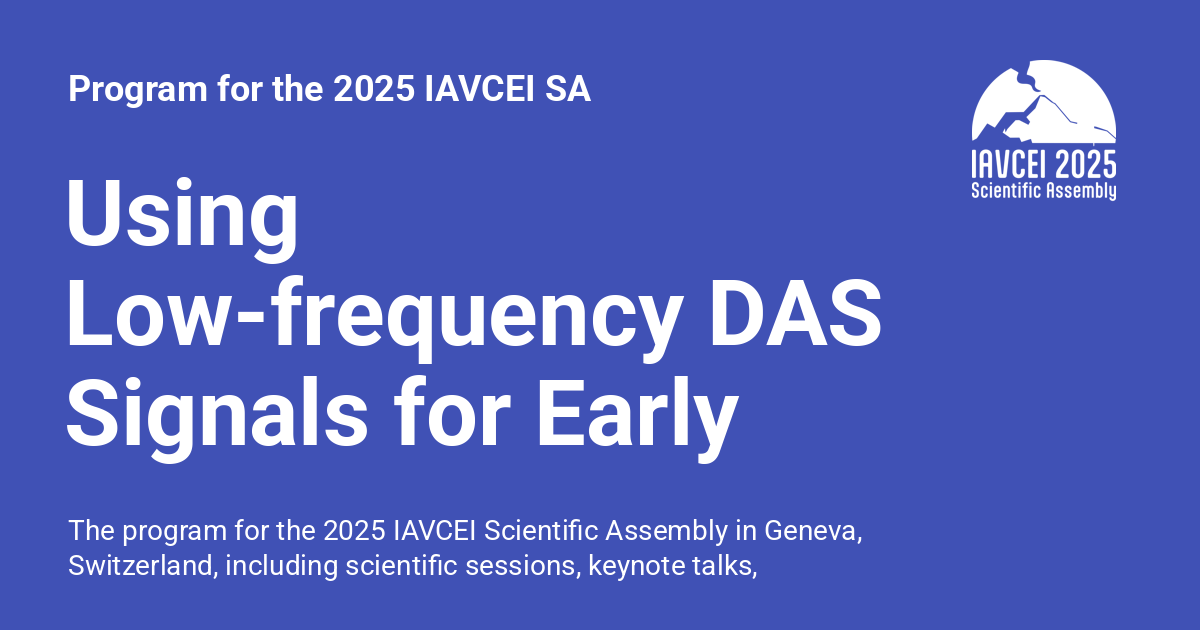 Program for the 2025 IAVCEI SA
IAVCEI 2025
Scientific Assembly
Using
Low-frequency DAS
Signals for Early
The program for the 2025 IAVCEI Scientific Assembly in Geneva,
Switzerland, including scientific sessions, keynote talks,